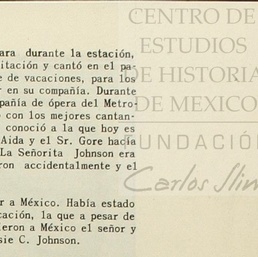 CENTRO DE
ESTUDIOS
DE HISTORIA
DE MEXICO
FUNDACIÓN
Carlos Slim
ara durante la estación,
itación y cantó en el pa-
e de vacaciones, para los
r en su compañía. Durante
pañía de ópera del Metro-
o con los mejores cantan-
conoció a la que hoy es
Aida y el Sr. Gore hacía
La Señorita Johnson era
ron accidentalmente y el
r a México. Había estado
cación, la que a pesar de
ieron a México el señor y
sie C. Johnson.